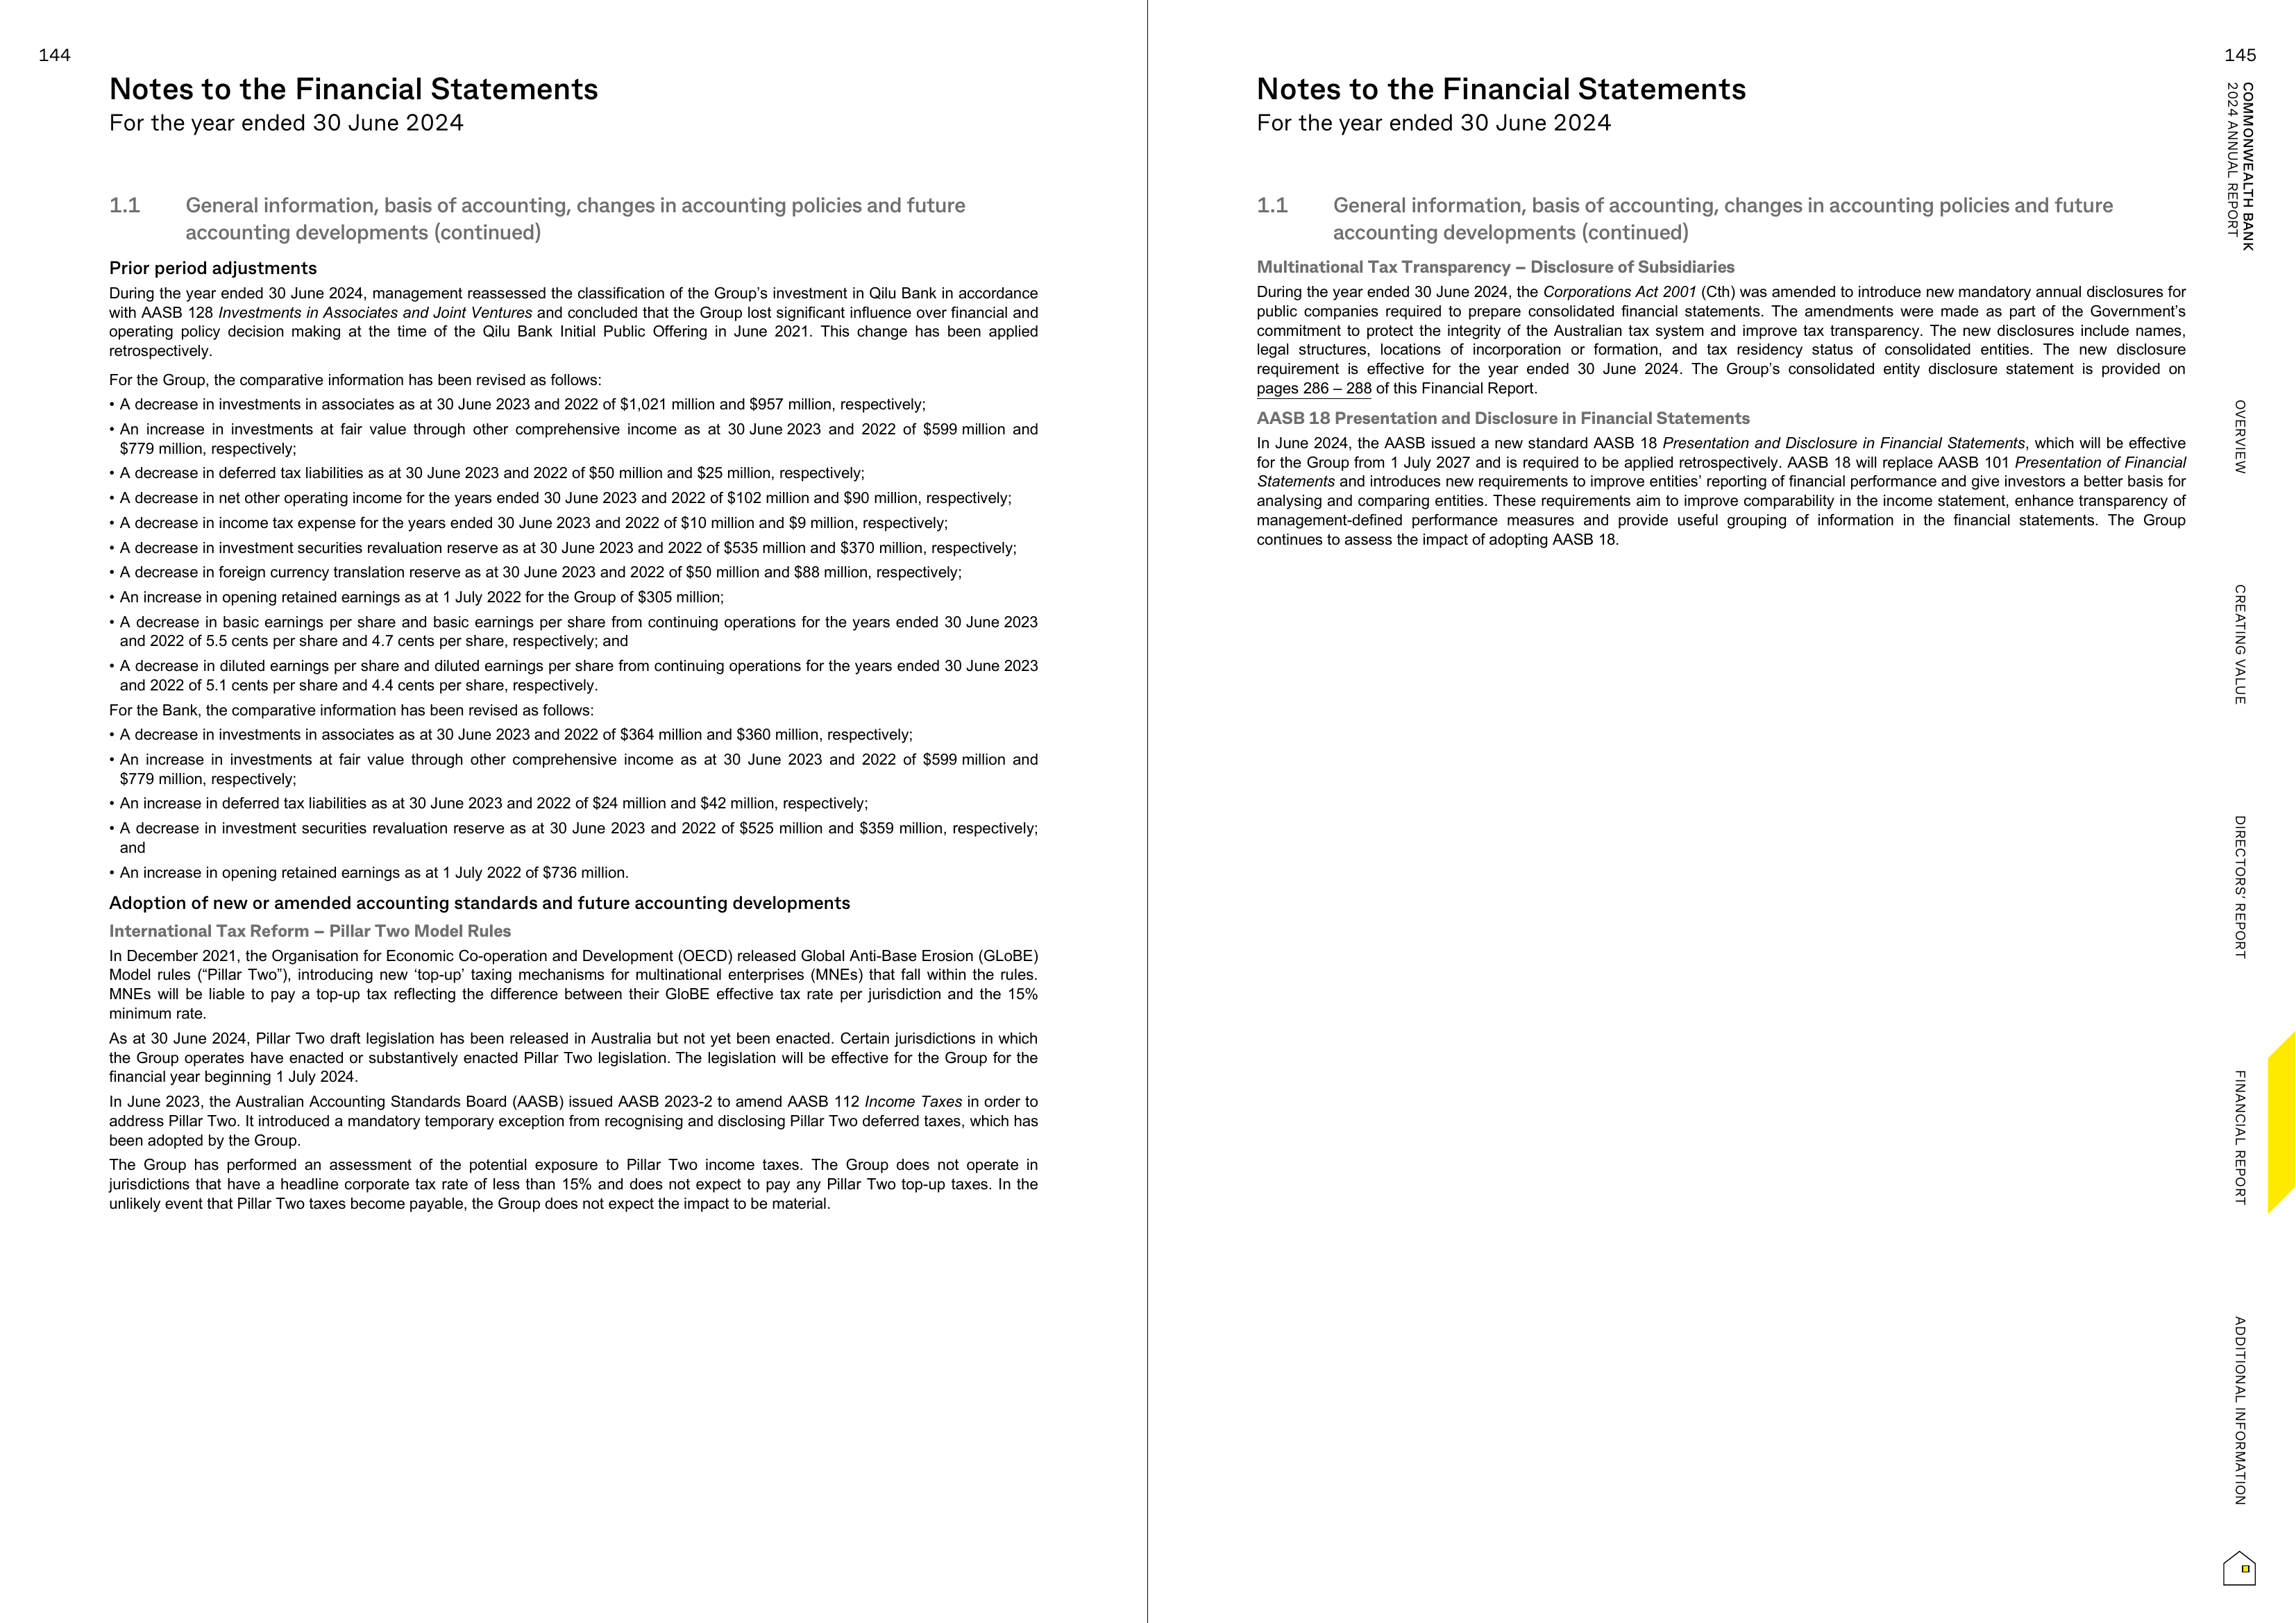 144
Notes to the Financial Statements
For the year ended 30 June 2024
1.1 General information, basis of accounting, changes in accounting policies and future
accounting developments (continued)
Prior period adjustments
During the year ended 30 June 2024, management reassessed the classification of the Group’s investment in Qilu Bank in accordance
with AASB 128 Investments in Associates and Joint Ventures and concluded that the Group lost significant influence over financial and
operating policy decision making at the time of the Qilu Bank Initial Public Offering in June 2021. This change has been applied
retrospectively.
For the Group, the comparative information has been revised as follows:
• A decrease in investments in associates as at 30 June 2023 and 2022 of $1,021 million and $957 million, respectively;
• An increase in investments at fair value through other comprehensive income as at 30 June 2023 and 2022 of $599 million and
$779 million, respectively;
• A decrease in deferred tax liabilities as at 30 June 2023 and 2022 of $50 million and $25 million, respectively;
• A decrease in net other operating income for the years ended 30 June 2023 and 2022 of $102 million and $90 million, respectively;
• A decrease in income tax expense for the years ended 30 June 2023 and 2022 of $10 million and $9 million, respectively;
• A decrease in investment securities revaluation reserve as at 30 June 2023 and 2022 of $535 million and $370 million, respectively;
• A decrease in foreign currency translation reserve as at 30 June 2023 and 2022 of $50 million and $88 million, respectively;
• An increase in opening retained earnings as at 1 July 2022 for the Group of $305 million;
• A decrease in basic earnings per share and basic earnings per share from continuing operations for the years ended 30 June 2023
and 2022 of 5.5 cents per share and 4.7 cents per share, respectively; and
• A decrease in diluted earnings per share and diluted earnings per share from continuing operations for the years ended 30 June 2023
and 2022 of 5.1 cents per share and 4.4 cents per share, respectively.
For the Bank, the comparative information has been revised as follows:
• A decrease in investments in associates as at 30 June 2023 and 2022 of $364 million and $360 million, respectively;
• An increase in investments at fair value through other comprehensive income as at 30 June 2023 and 2022 of $599 million and
$779 million, respectively;
• An increase in deferred tax liabilities as at 30 June 2023 and 2022 of $24 million and $42 million, respectively;
• A decrease in investment securities revaluation reserve as at 30 June 2023 and 2022 of $525 million and $359 million, respectively;
and
• An increase in opening retained earnings as at 1 July 2022 of $736 million.
Adoption of new or amended accounting standards and future accounting developments
International Tax Reform – Pillar Two Model Rules
In December 2021, the Organisation for Economic Co-operation and Development (OECD) released Global Anti-Base Erosion (GLoBE)
Model rules (“Pillar Two”), introducing new ‘top-up’ taxing mechanisms for multinational enterprises (MNEs) that fall within the rules.
MNEs will be liable to pay a top-up tax reflecting the difference between their GloBE effective tax rate per jurisdiction and the 15%
minimum rate.
As at 30 June 2024, Pillar Two draft legislation has been released in Australia but not yet been enacted. Certain jurisdictions in which
the Group operates have enacted or substantively enacted Pillar Two legislation. The legislation will be effective for the Group for the
financial year beginning 1 July 2024.
In June 2023, the Australian Accounting Standards Board (AASB) issued AASB 2023-2 to amend AASB 112 Income Taxes in order to
address Pillar Two. It introduced a mandatory temporary exception from recognising and disclosing Pillar Two deferred taxes, which has
been adopted by the Group.
The Group has performed an assessment of the potential exposure to Pillar Two income taxes. The Group does not operate in
jurisdictions that have a headline corporate tax rate of less than 15% and does not expect to pay any Pillar Two top-up taxes. In the
unlikely event that Pillar Two taxes become payable, the Group does not expect the impact to be material.
145
Notes to the Financial Statements
For the year ended 30 June 2024
1.1 General information, basis of accounting, changes in accounting policies and future
accounting developments (continued)
Multinational Tax Transparency – Disclosure of Subsidiaries
During the year ended 30 June 2024, the Corporations Act 2001 (Cth) was amended to introduce new mandatory annual disclosures for
public companies required to prepare consolidated financial statements. The amendments were made as part of the Government’s
commitment to protect the integrity of the Australian tax system and improve tax transparency. The new disclosures include names,
legal structures, locations of incorporation or formation, and tax residency status of consolidated entities. The new disclosure
requirement is effective for the year ended 30 June 2024. The Group’s consolidated entity disclosure statement is provided on
pages 286 – 288 of this Financial Report.
AASB 18 Presentation and Disclosure in Financial Statements
In June 2024, the AASB issued a new standard AASB 18 Presentation and Disclosure in Financial Statements, which will be effective
for the Group from 1 July 2027 and is required to be applied retrospectively. AASB 18 will replace AASB 101 Presentation of Financial
Statements and introduces new requirements to improve entities’ reporting of financial performance and give investors a better basis for
analysing and comparing entities. These requirements aim to improve comparability in the income statement, enhance transparency of
management-defined performance measures and provide useful grouping of information in the financial statements. The Group
continues to assess the impact of adopting AASB 18.
COMMONWEALTH BANK
2024 ANNUAL REPORT
OVERVIEW
CREATING VALUE
DIRECTORS’ REPORT
FINANCIAL REPORT
ADDITIONAL INFORMATION